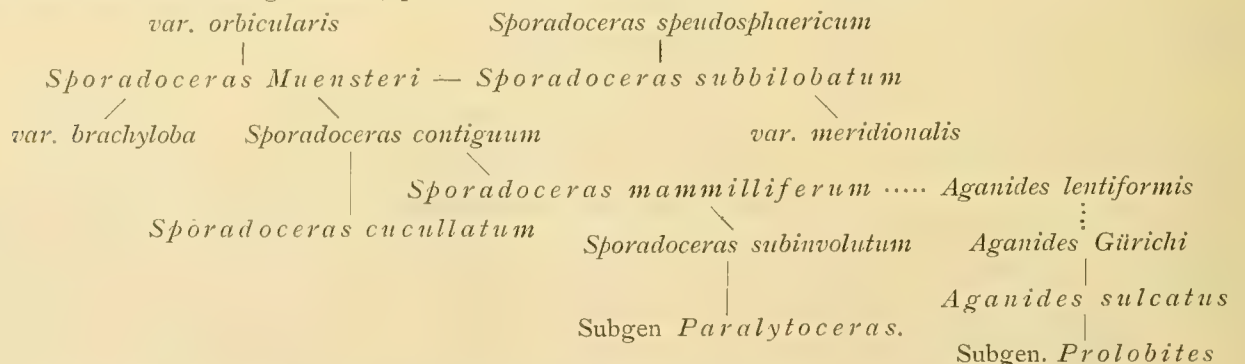 var. orbicularis Sporadoceras speudosphaericum
Sporadoceras Muensteri — Sporadoceras subbilobatum
var. brachyloba Sporadoceras contiguum var. meridionalis
Sporadoceras mammilliferum ..... Aganides lentiformis
Sporadoceras cucullatum Sporadoceras subinvolutum Aganides Gürichi
Aganides sulcatus
Subgen Paralytoceras.
Subgen. Prolobites